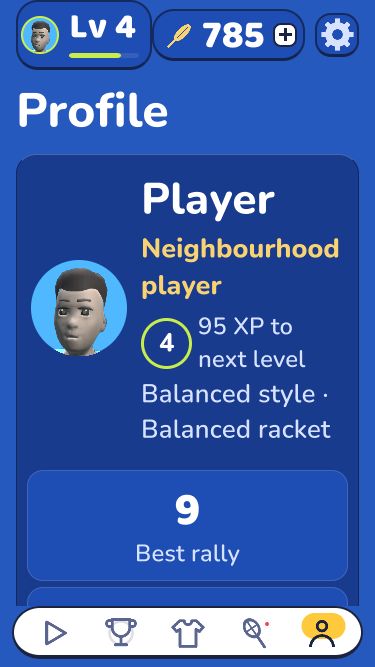 Lv 4
785
Profile
Player
Neighbourhood
player
4
95 XP to
next level
Balanced style ·
Balanced racket
9
Best rally